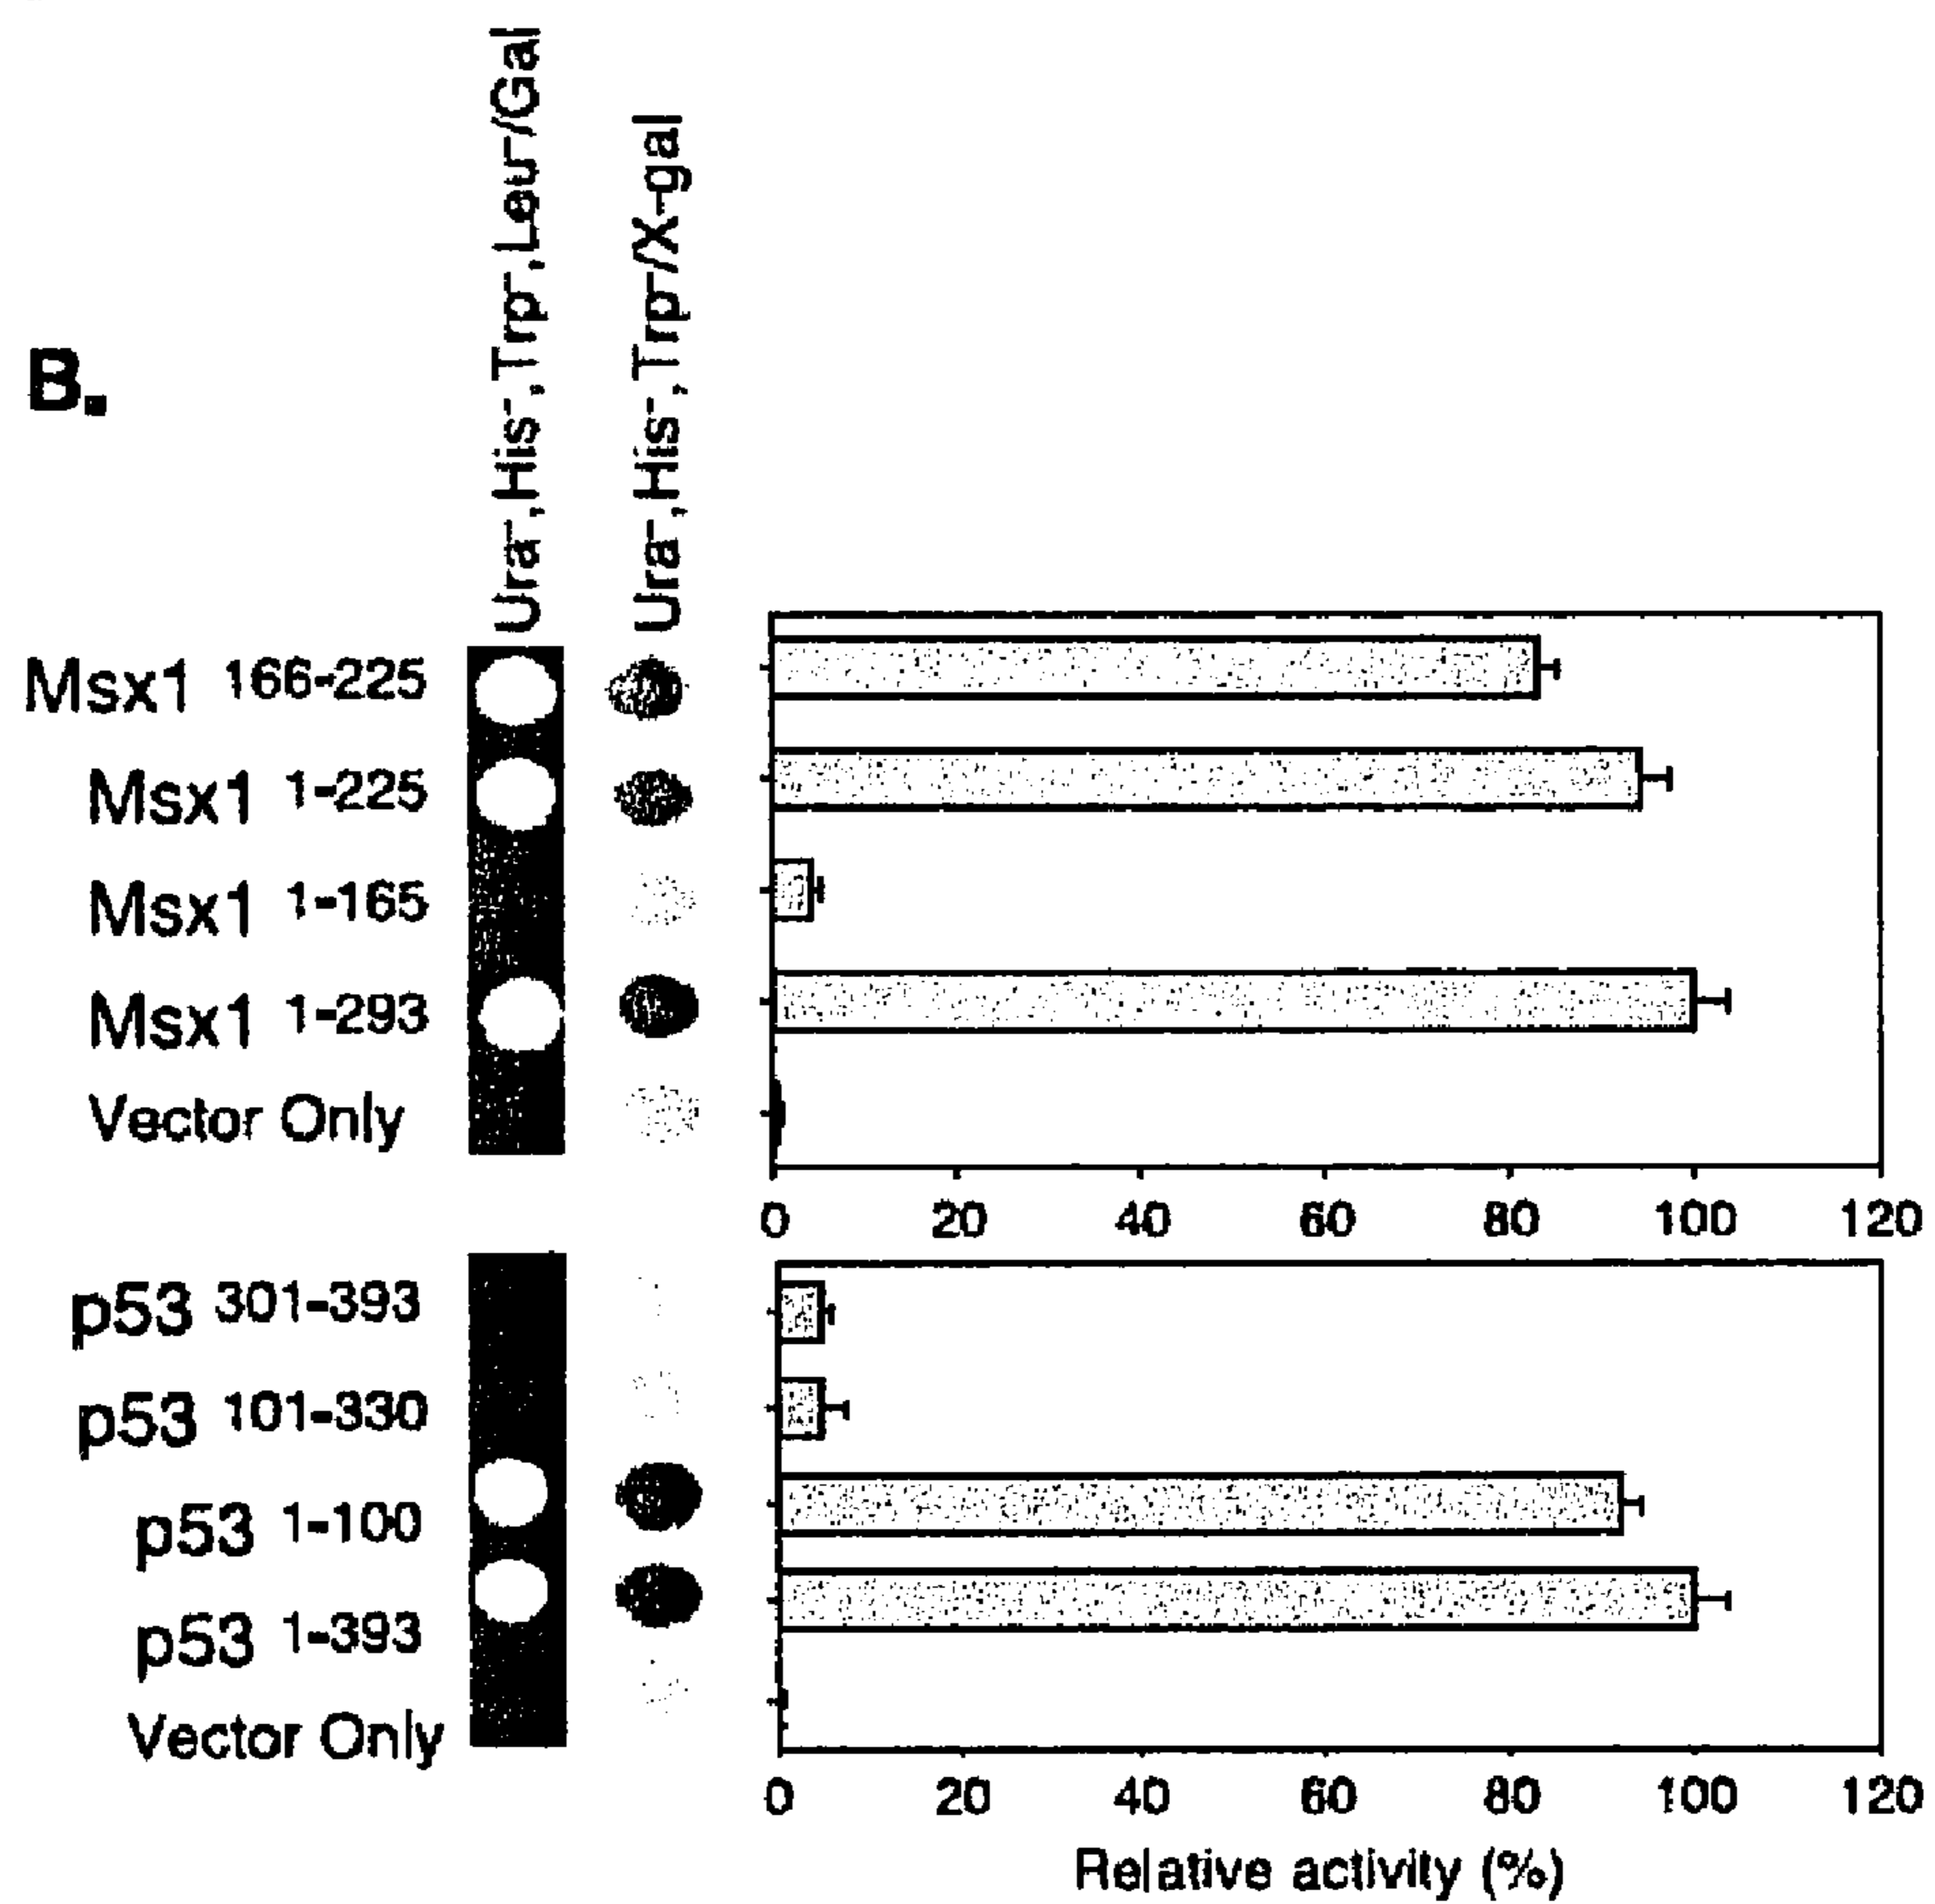 B.
Ura⁻,His⁻,Trp⁻,Leu⁻/Gal
Ura⁻,His⁻,Trp⁻/X-gal
Msx1 166-225
Msx1 1-225
Msx1 1-165
Msx1 1-293
Vector Only
0 20 40 60 80 100 120
p53 301-393
p53 101-330
p53 1-100
p53 1-393
Vector Only
0 20 40 60 80 100 120
Relative activity (%)